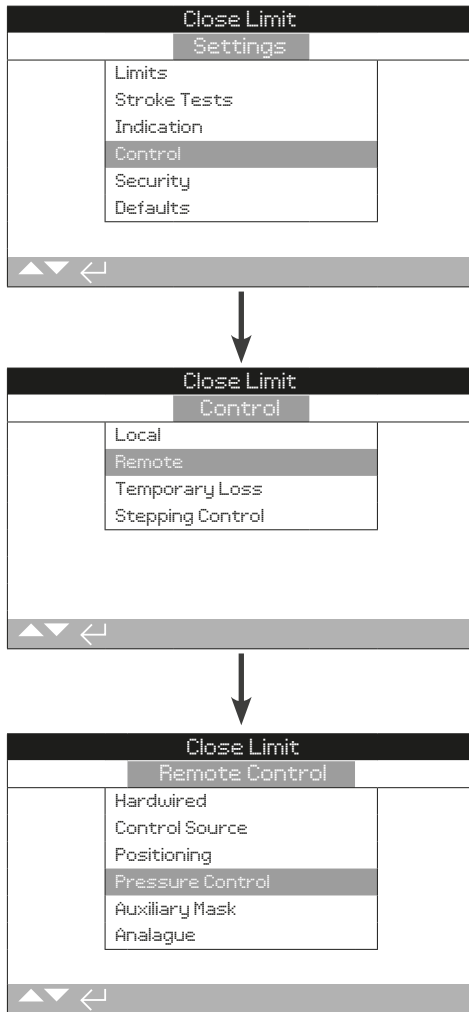 Close Limit
Settings
Limits
Stroke Tests
Indication
Control
Security
Defaults
Close Limit
Control
Local
Remote
Temporary Loss
Stepping Control
Close Limit
Remote Control
Hardwired
Control Source
Positioning
Pressure Control
Auxiliary Mask
Analague